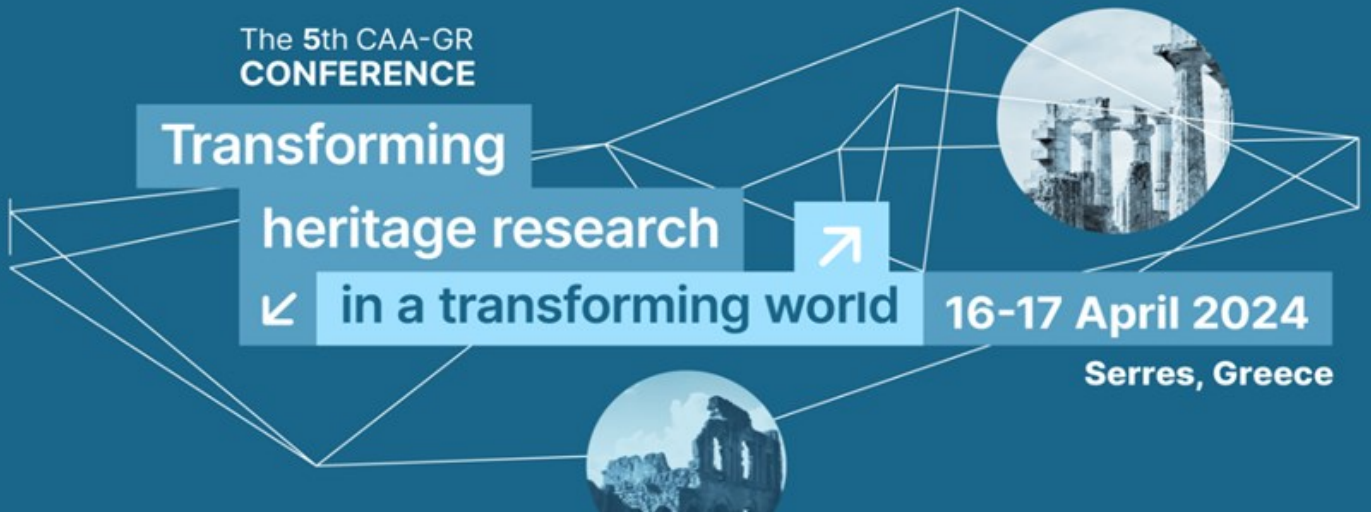 The 5th CAA-GR
CONFERENCE
Transforming
heritage research
in a transforming world
16-17 April 2024
Serres, Greece